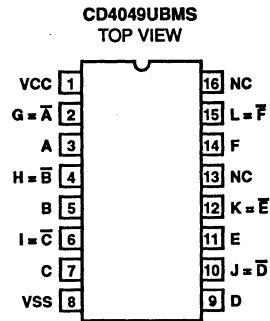 CD4049UBMS
TOP VIEW
VCC 1 16 NC
G = A̅ 2 15 L = F̅
A 3 14 F
H = B̅ 4 13 NC
B 5 12 K = E̅
I = C̅ 6 11 E
C 7 10 J = D̅
VSS 8 9 D